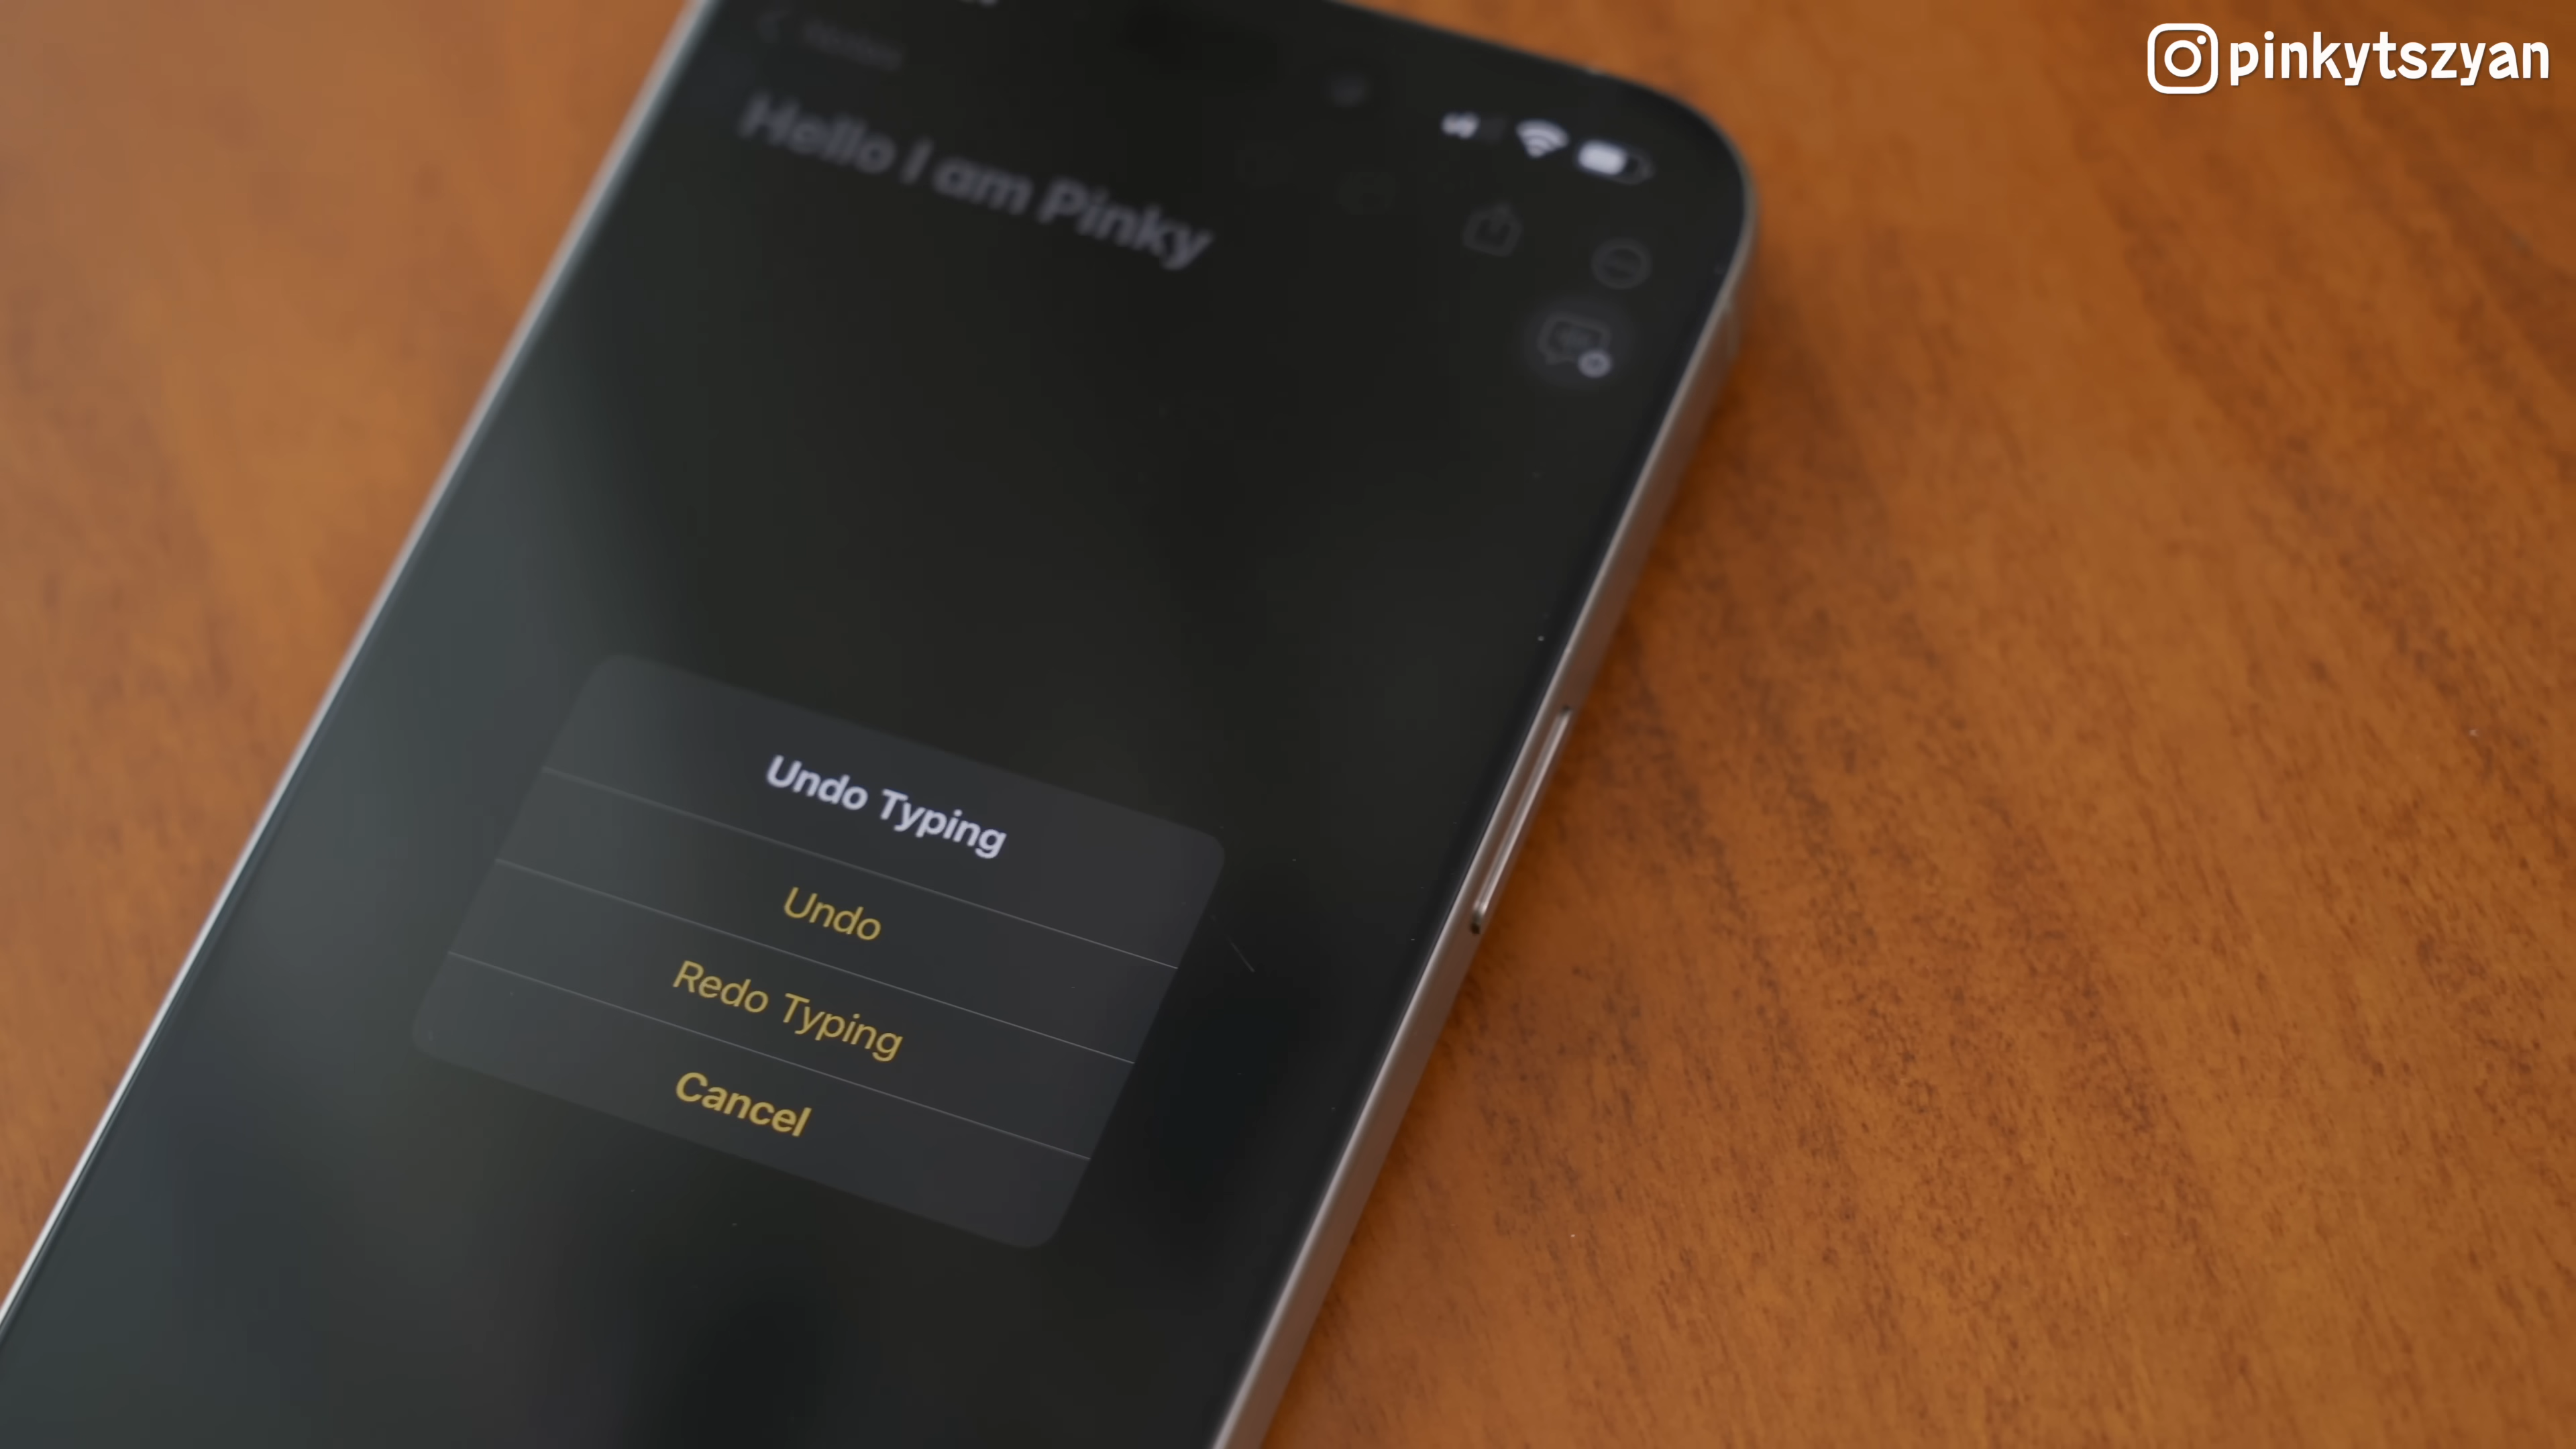 pinkytszyan
Hello I am Pinky
Undo Typing
Undo
Redo Typing
Cancel